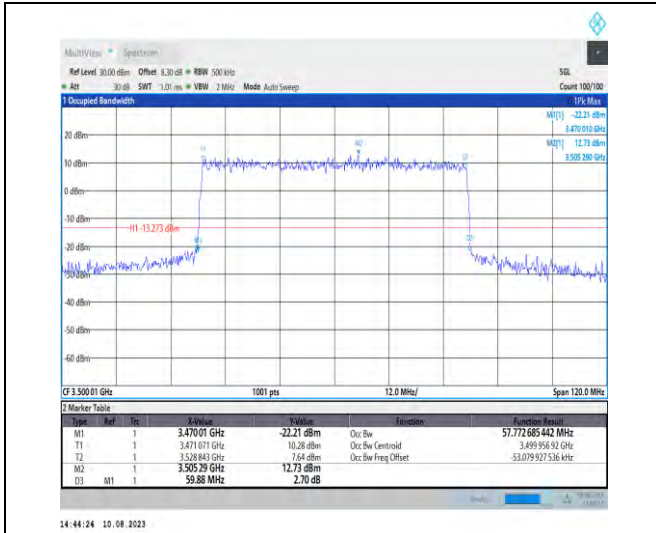 MultiView Spectrum
Ref Level 30.00 dBm Offset 8.30 dB RBW 500 kHz SGL
Att 30 dB SWT 1.01 ms VBW 2 MHz Mode Auto Sweep Count 100/100
1 Occupied Bandwidth 1Pk Max
M1[1] -22.21 dBm
3.470 010 GHz
M2[1] 12.73 dBm
3.505 290 GHz
20 dBm
M2
10 dBm
0 dBm
-10 dBm
H1 -13.273 dBm
-20 dBm
-40 dBm
-50 dBm
-60 dBm
CF 3.500 01 GHz 1001 pts 12.0 MHz/ Span 120.0 MHz
2 Marker Table
Type Ref Trc X-Value Y-Value Function Function Result
M1 1 3.470 01 GHz -22.21 dBm Occ Bw 57.772 685 442 MHz
T1 1 3.471 071 GHz 10.28 dBm Occ Bw Centroid 3.499 956 92 GHz
T2 1 3.528 843 GHz 7.64 dBm Occ Bw Freq Offset -53.079 927 536 kHz
M2 1 3.505 29 GHz 12.73 dBm
D3 M1 1 59.88 MHz 2.70 dB
14:44:24 10.08.2023